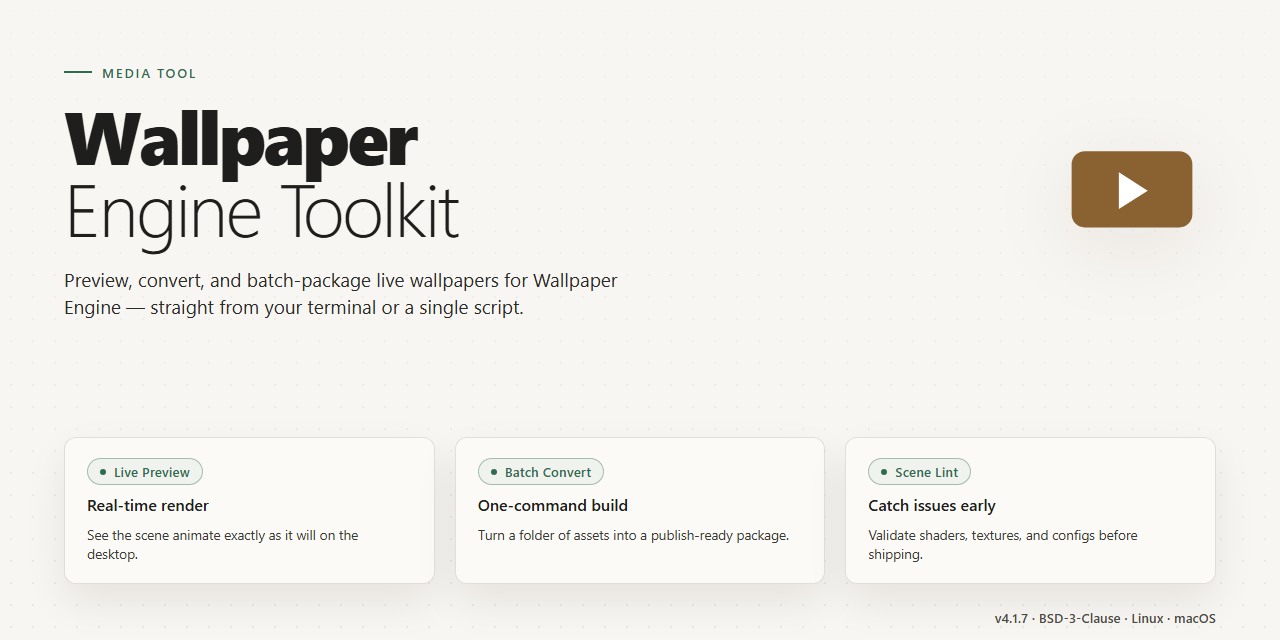 MEDIA TOOL
Wallpaper
Engine Toolkit
Preview, convert, and batch-package live wallpapers for Wallpaper
Engine — straight from your terminal or a single script.
Live Preview
Real-time render
See the scene animate exactly as it will on the
desktop.
Batch Convert
One-command build
Turn a folder of assets into a publish-ready package.
Scene Lint
Catch issues early
Validate shaders, textures, and configs before
shipping.
v4.1.7 · BSD-3-Clause · Linux · macOS